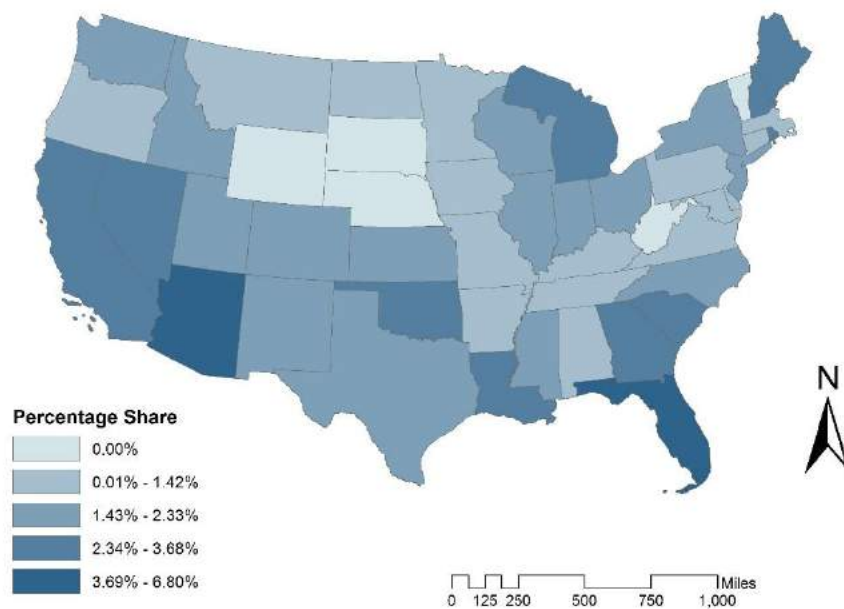 N
Percentage Share
0.00%
0.01% - 1.42%
1.43% - 2.33%
2.34% - 3.68%
3.69% - 6.80%
Miles
0 125 250 500 750 1,000